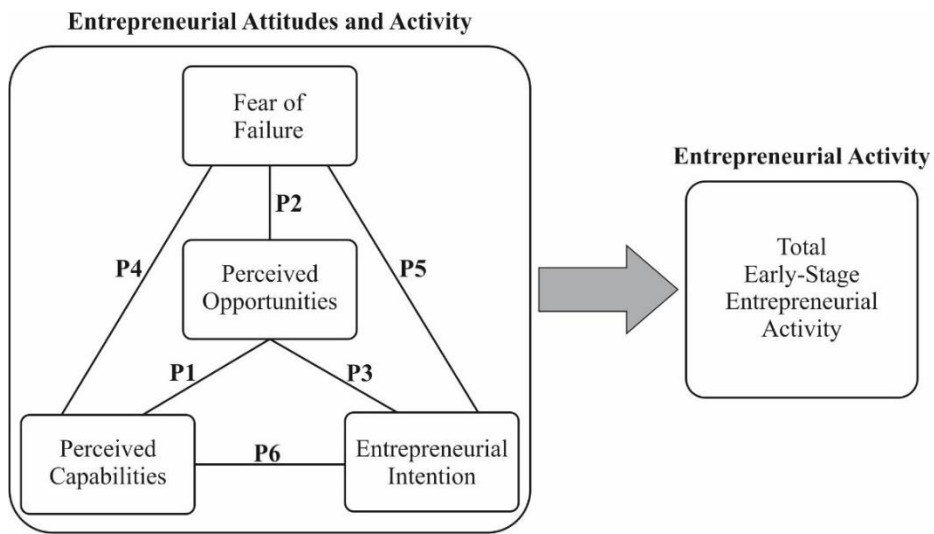 Entrepreneurial Attitudes and Activity
Fear of
Failure
P2
P4
P5
Perceived
Opportunities
P1
P3
Perceived
Capabilities
P6
Entrepreneurial
Intention
Entrepreneurial Activity
Total
Early-Stage
Entrepreneurial
Activity